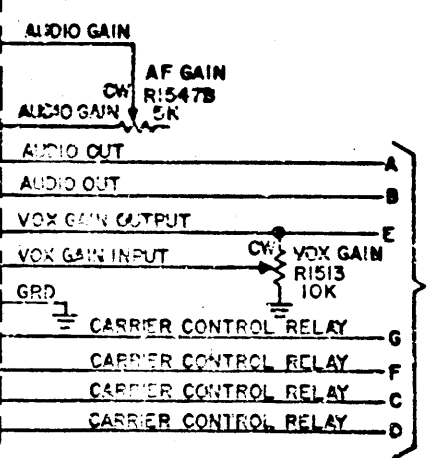 AUDIO GAIN
AF GAIN
CW
R1547B
AUDIO GAIN
5K
AUDIO OUT
A
AUDIO OUT
B
VOX GAIN OUTPUT
E
CW
VOX GAIN
VOX GAIN INPUT
R1513
10K
GRD
CARRIER CONTROL RELAY
G
CARRIER CONTROL RELAY
F
CARRIER CONTROL RELAY
C
CARRIER CONTROL RELAY
D